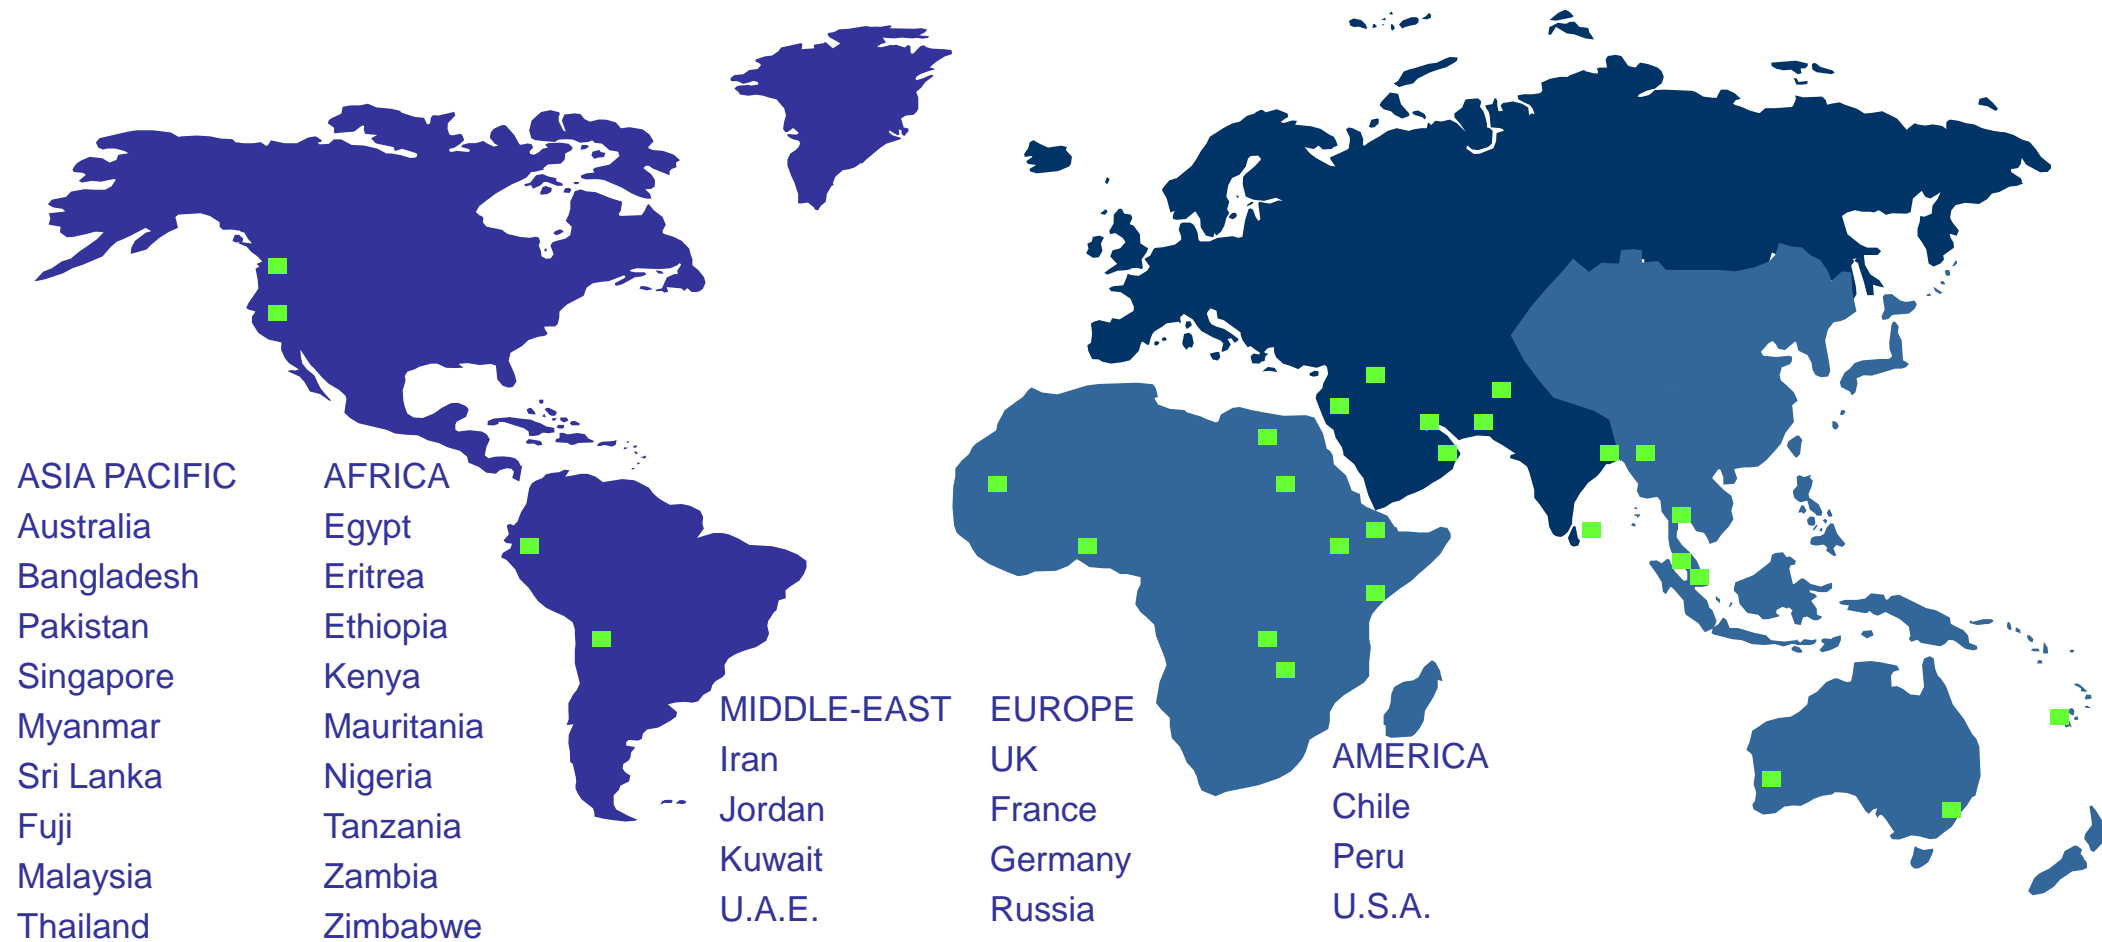 ASIA PACIFIC
Australia
Bangladesh
Pakistan
Singapore
Myanmar
Sri Lanka
Fuji
Malaysia
Thailand
AFRICA
Egypt
Eritrea
Ethiopia
Kenya
Mauritania
Nigeria
Tanzania
Zambia
Zimbabwe
MIDDLE-EAST
Iran
Jordan
Kuwait
U.A.E.
EUROPE
UK
France
Germany
Russia
AMERICA
Chile
Peru
U.S.A.